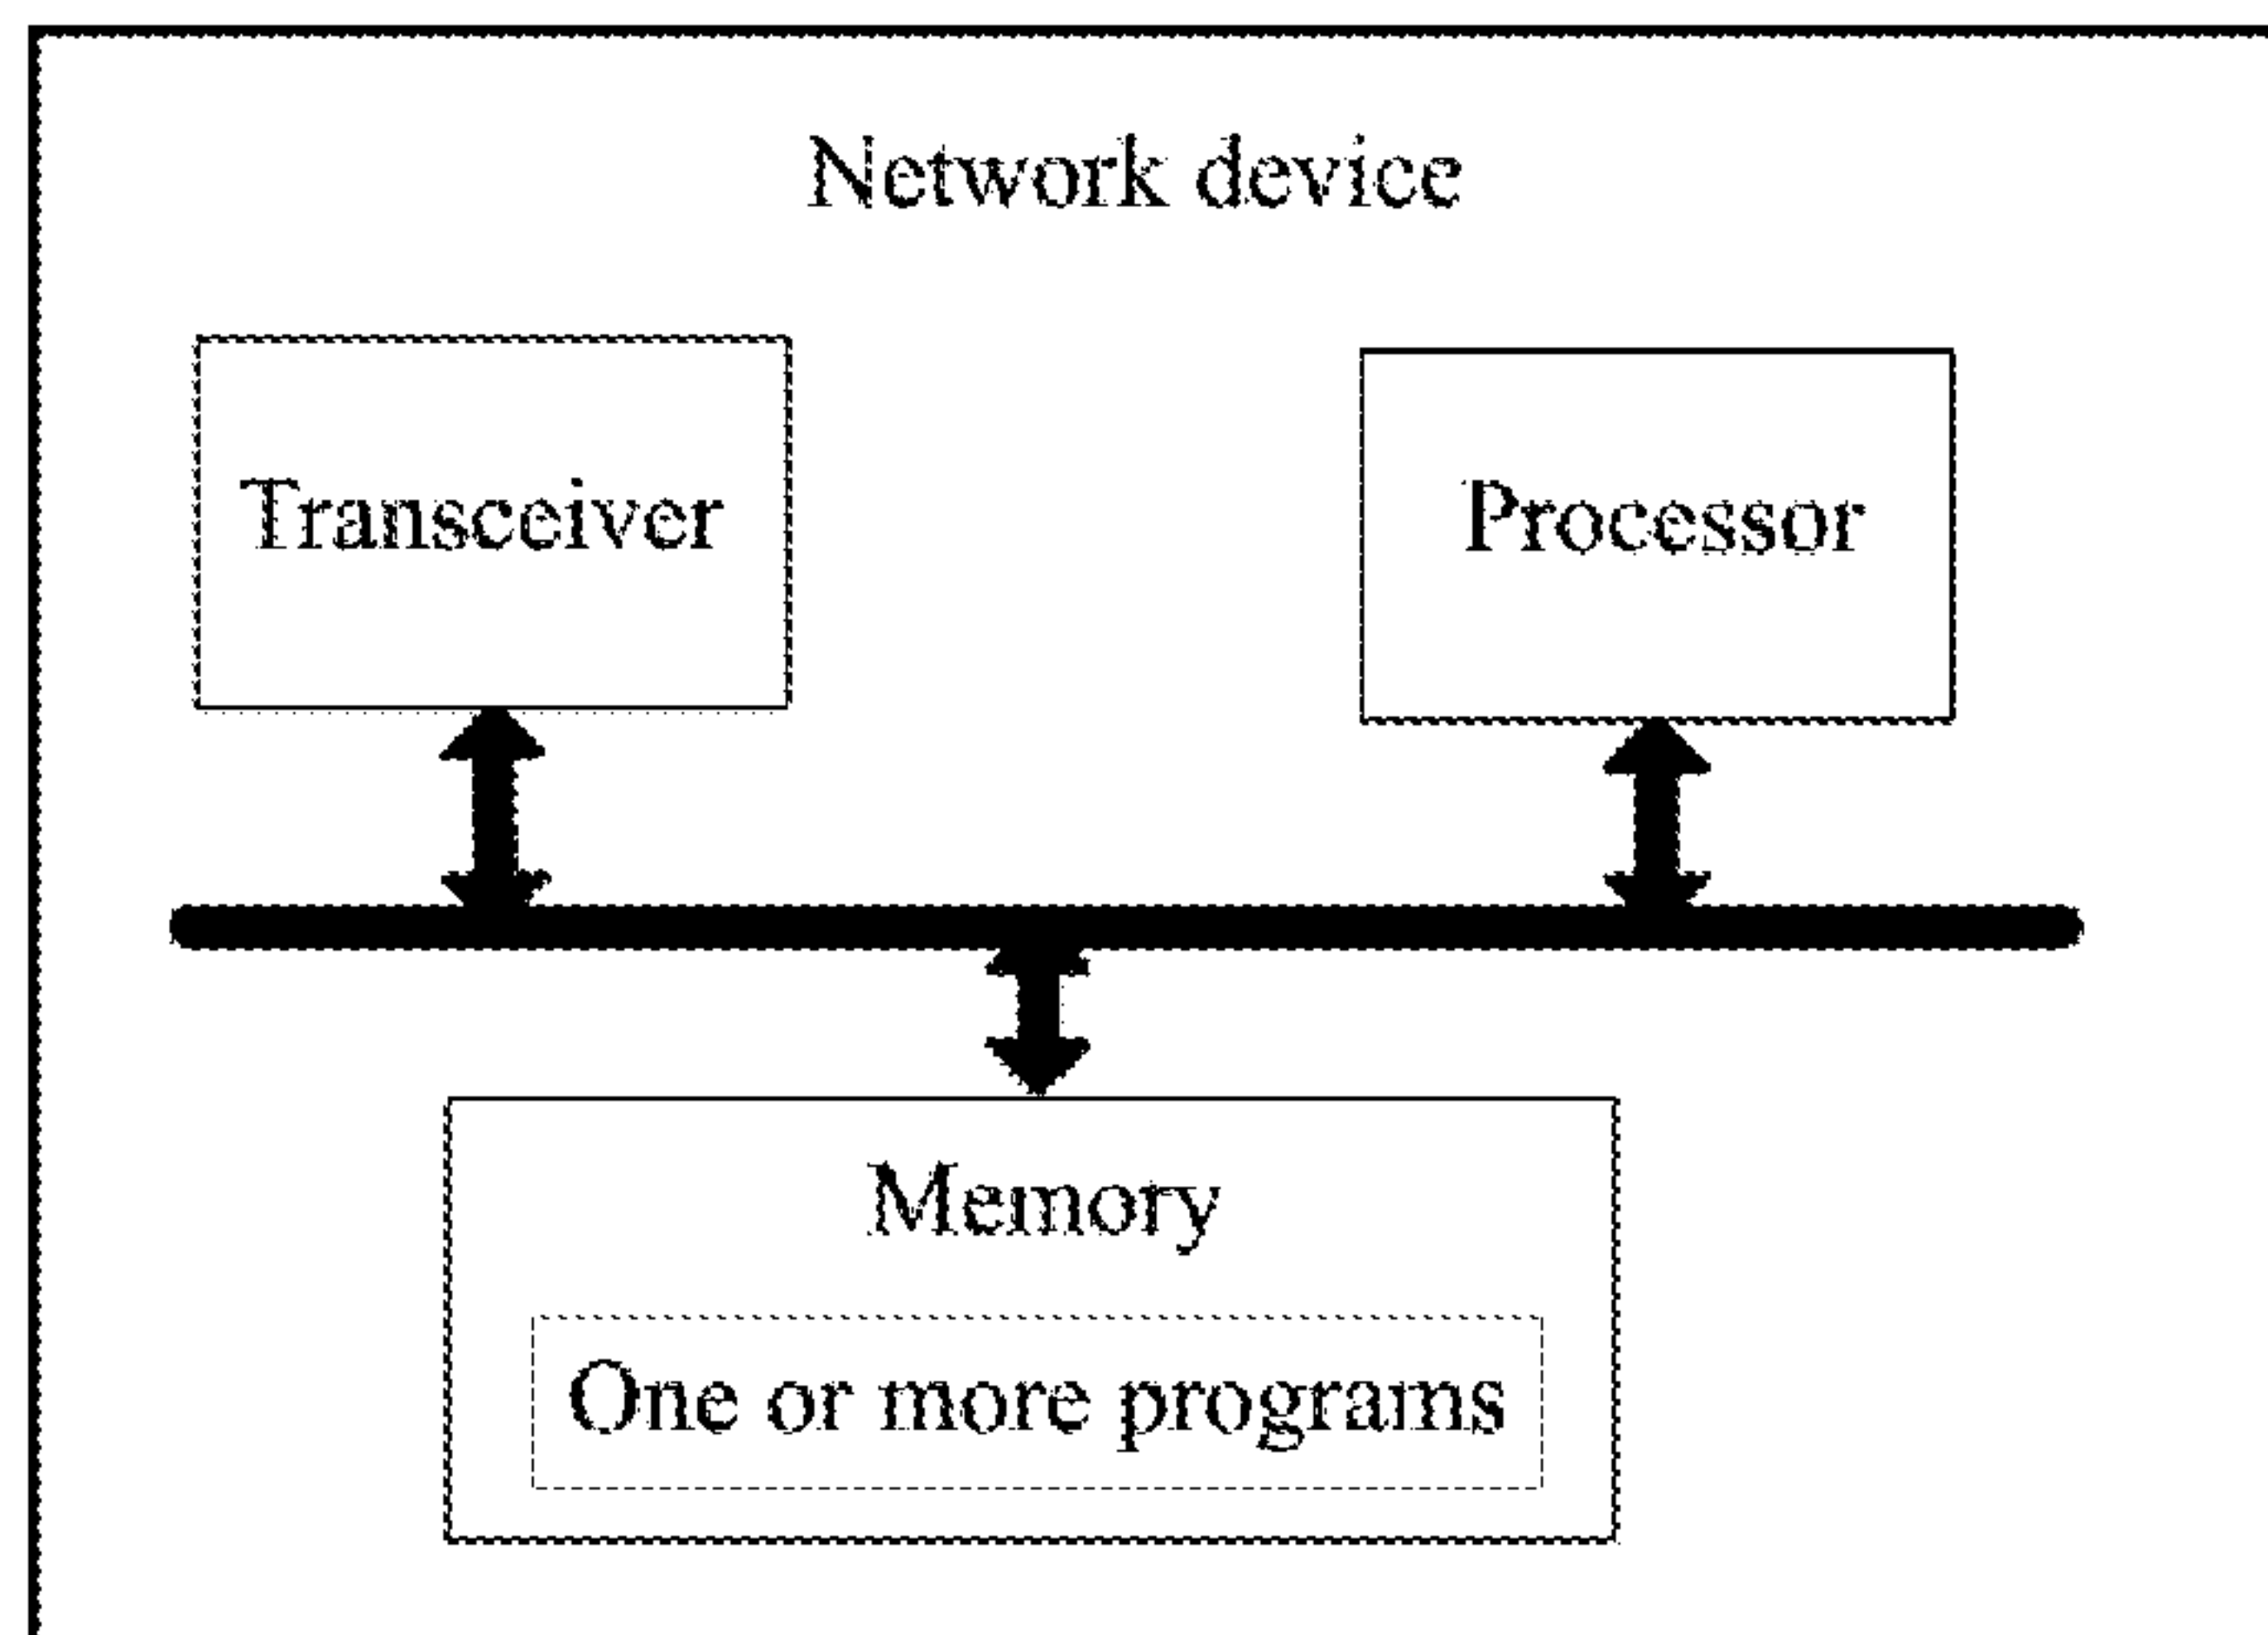 Network device
Transceiver
Processor
Memory
One or more programs